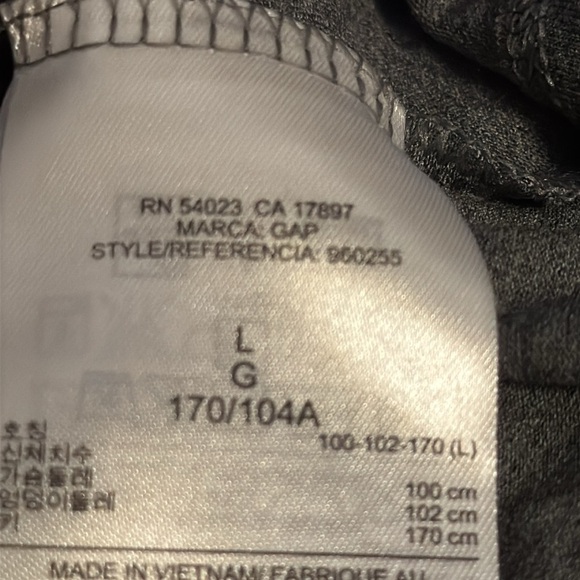 RN 54023 CA 17897
MARCA: GAP
STYLE/REFERENCIA: 960255
L
G
170/104A
호칭 100-102-170 (L)
신체치수
가슴둘레 100 cm
엉덩이둘레 102 cm
키 170 cm
MADE IN VIETNAM/ FABRIQUÉ AU